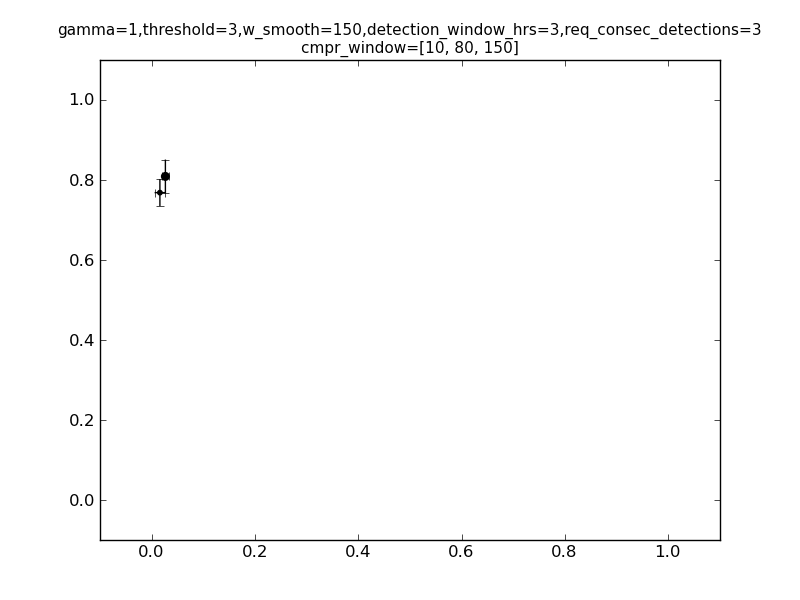 gamma=1,threshold=3,w_smooth=150,detection_window_hrs=3,req_consec_detections=3
cmpr_window=[10, 80, 150]
1.0
0.8
0.6
0.4
0.2
0.0
0.0 0.2 0.4 0.6 0.8 1.0